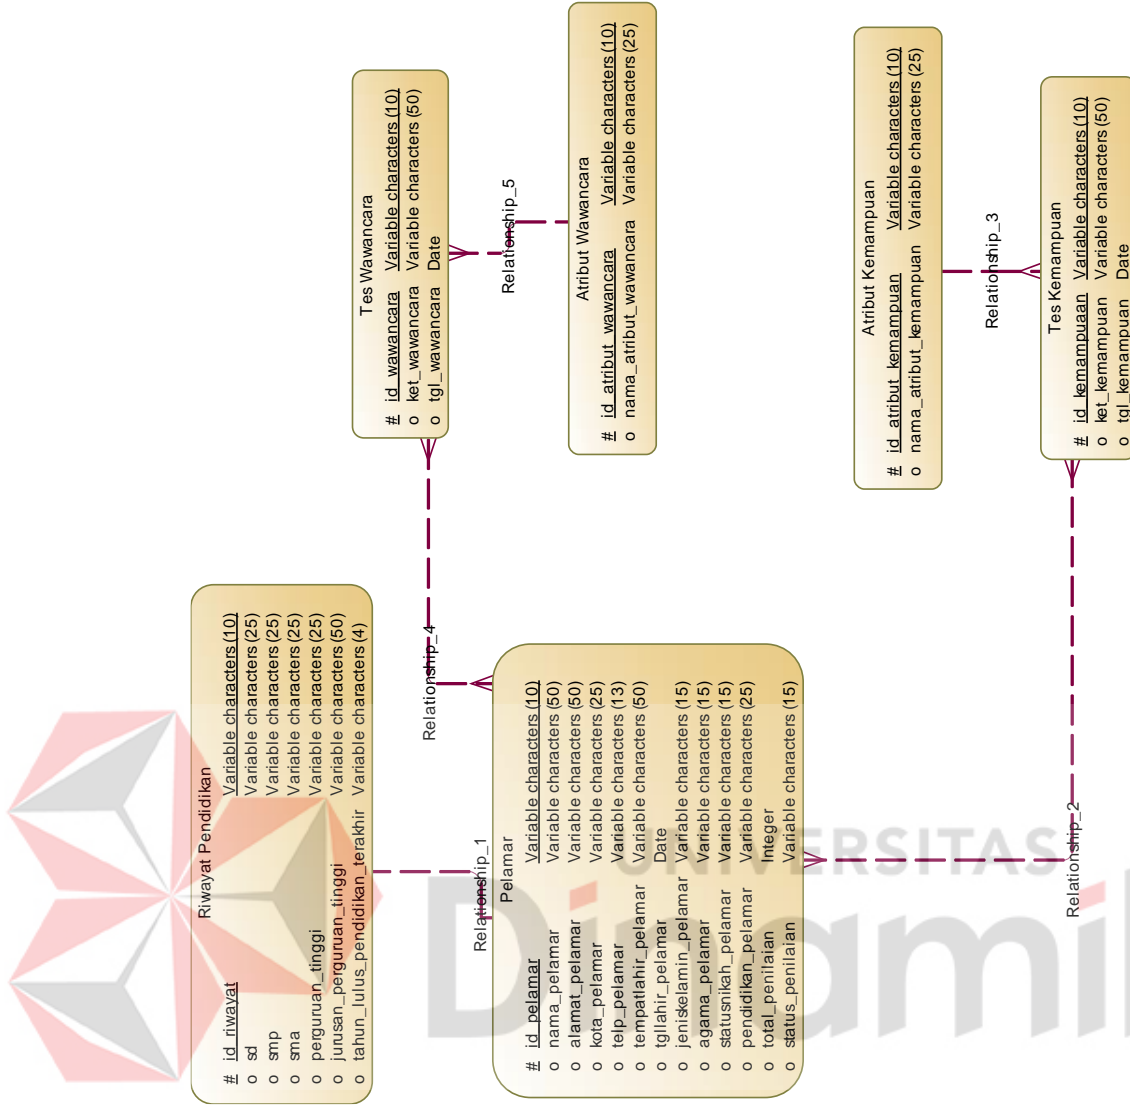 Riwayat Pendidikan
# id_riwayat Variable characters (10)
o sd Variable characters (25)
o smp Variable characters (25)
o sma Variable characters (25)
o perguruan_tinggi Variable characters (25)
o jurusan_perguruan_tinggi Variable characters (50)
o tahun_lulus_pendidikan_terakhir Variable characters (4)
Relationship_1
Pelamar
# id_pelamar Variable characters (10)
o nama_pelamar Variable characters (50)
o alamat_pelamar Variable characters (50)
o kota_pelamar Variable characters (25)
o telp_pelamar Variable characters (13)
o tempatlahir_pelamar Variable characters (50)
o tgllahir_pelamar Date
o jeniskelamin_pelamar Variable characters (15)
o agama_pelamar Variable characters (15)
o statusnikah_pelamar Variable characters (15)
o pendidikan_pelamar Variable characters (25)
o total_penilaian Integer
o status_penilaian Variable characters (15)
Relationship_4
Relationship_2
Tes Wawancara
# id_wawancara Variable characters (10)
o ket_wawancara Variable characters (50)
o tgl_wawancara Date
Relationship_5
Atribut Wawancara
# id_atribut_wawancara Variable characters (10)
o nama_atribut_wawancara Variable characters (25)
Atribut Kemampuan
# id_atribut_kemampuan Variable characters (10)
o nama_atribut_kemampuan Variable characters (25)
Relationship_3
Tes Kemampuan
# id_kemampuaan Variable characters (10)
o ket_kemampuan Variable characters (50)
o tgl_kemampuan Date
UNIVERSITAS
Dinami